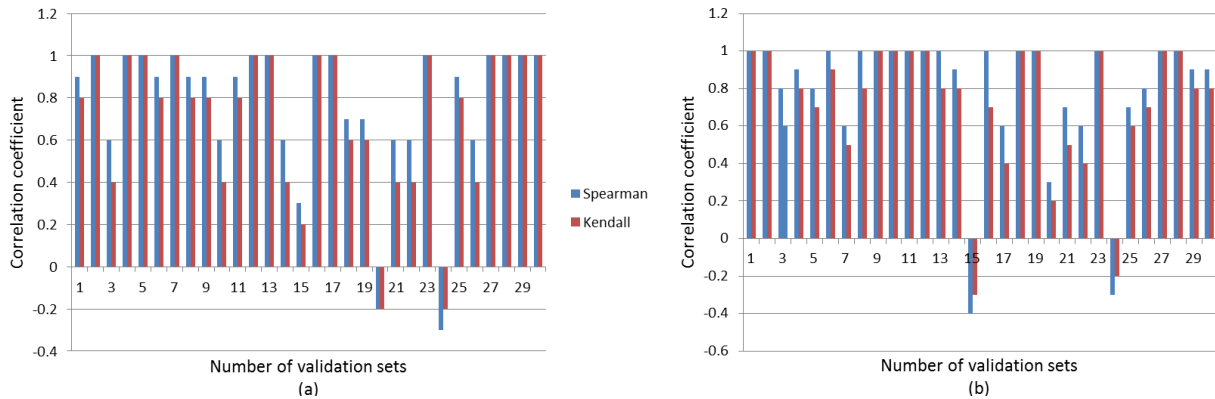 1.2
1
0.8
0.6
0.4
0.2
0
-0.2
-0.4
Correlation coefficient
1 3 5 7 9 11 13 15 17 19 21 23 25 27 29
Number of validation sets
(a)
Spearman
Kendall
1.2
1
0.8
0.6
0.4
0.2
0
-0.2
-0.4
-0.6
Correlation coefficient
1 3 5 7 9 11 13 15 17 19 21 23 25 27 29
Number of validation sets
(b)